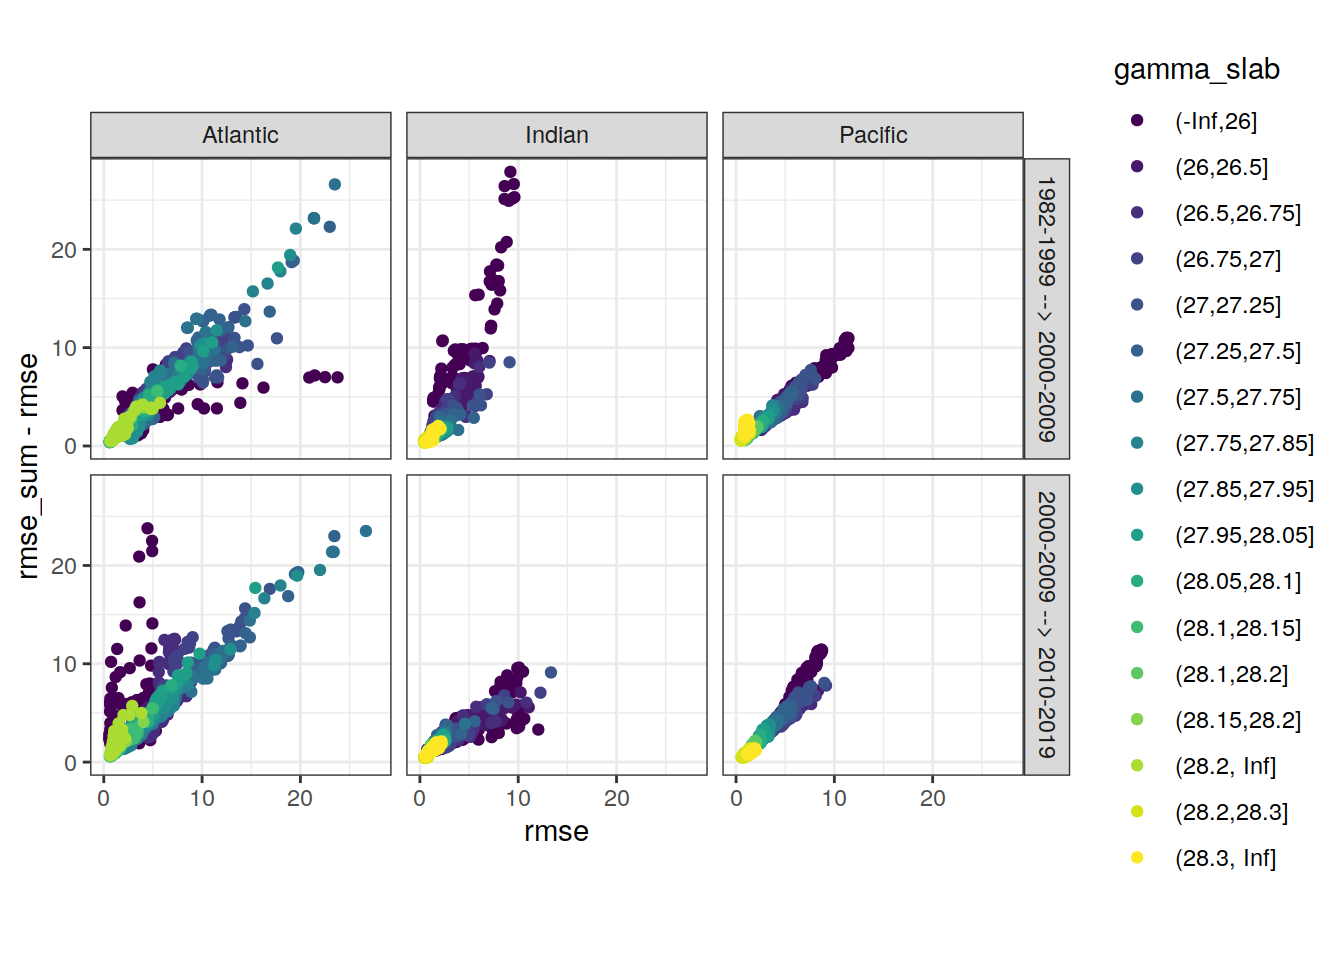 gamma_slab
(-Inf,26]
(26,26.5]
(26.5,26.75]
(26.75,27]
(27,27.25]
(27.25,27.5]
(27.5,27.75]
(27.75,27.85]
(27.85,27.95]
(27.95,28.05]
(28.05,28.1]
(28.1,28.15]
(28.1,28.2]
(28.15,28.2]
(28.2, Inf]
(28.2,28.3]
(28.3, Inf]
Atlantic
Indian
Pacific
1982-1999 --> 2000-2009
2000-2009 --> 2010-2019
rmse_sum - rmse
20
10
0
20
10
0
0 10 20
0 10 20
0 10 20
rmse